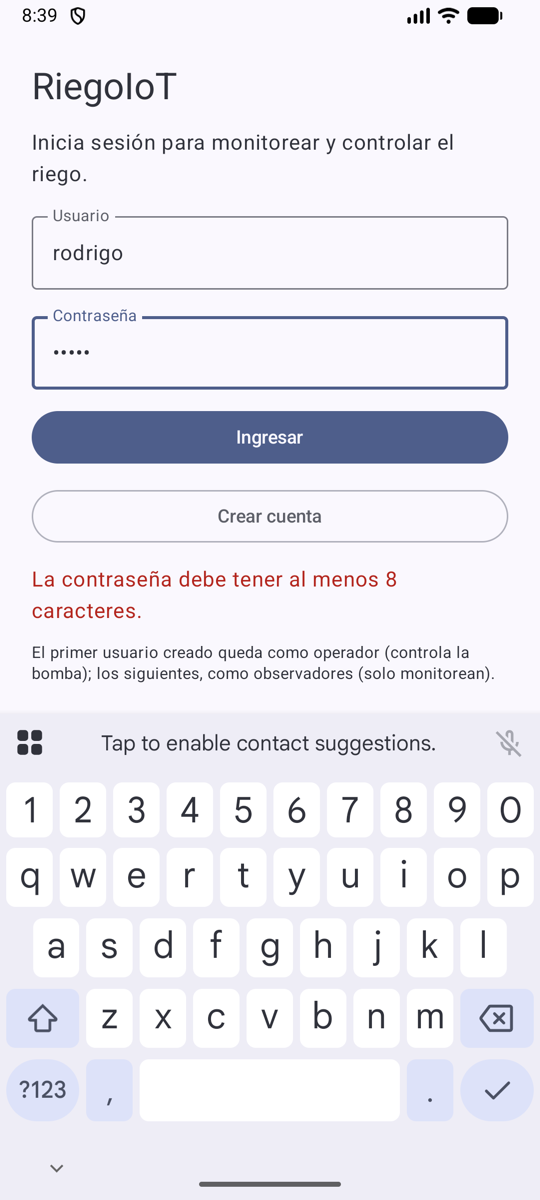 8:39
RiegoIoT
Inicia sesión para monitorear y controlar el
riego.
Usuario
rodrigo
Contraseña
•••••
Ingresar
Crear cuenta
La contraseña debe tener al menos 8
caracteres.
El primer usuario creado queda como operador (controla la
bomba); los siguientes, como observadores (solo monitorean).
Tap to enable contact suggestions.
1 2 3 4 5 6 7 8 9 0
q w e r t y u i o p
a s d f g h j k l
z x c v b n m
?123 , .